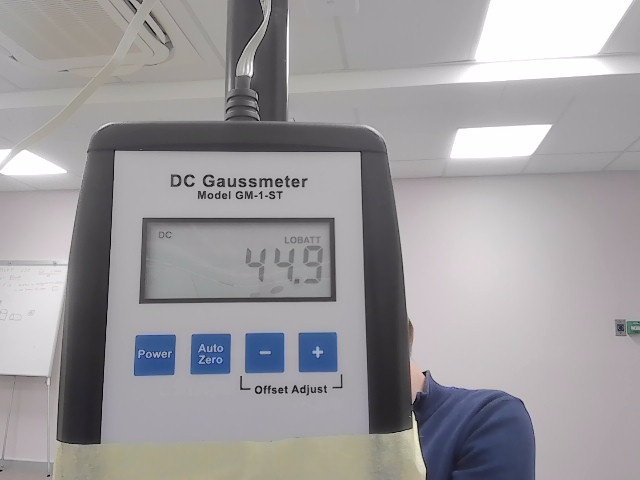 DC Gaussmeter
Model GM-1-ST
DC
LOBATT
44.9
Power
Auto
Zero
-
+
Offset Adjust